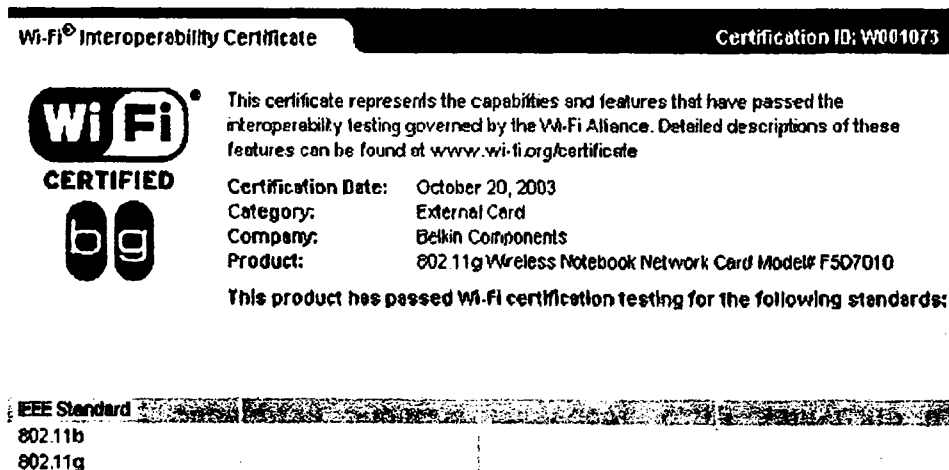 Wi-Fi® Interoperability Certificate
Certification ID: W001073
Wi Fi
CERTIFIED
b g
This certificate represents the capabilities and features that have passed the
interoperability testing governed by the Wi-Fi Alliance. Detailed descriptions of these
features can be found at www.wi-fi.org/certificate
Certification Date: October 20, 2003
Category: External Card
Company: Belkin Components
Product: 802.11g Wireless Notebook Network Card Model# F5D7010
This product has passed Wi-Fi certification testing for the following standards:
IEEE Standard
802.11b
802.11g